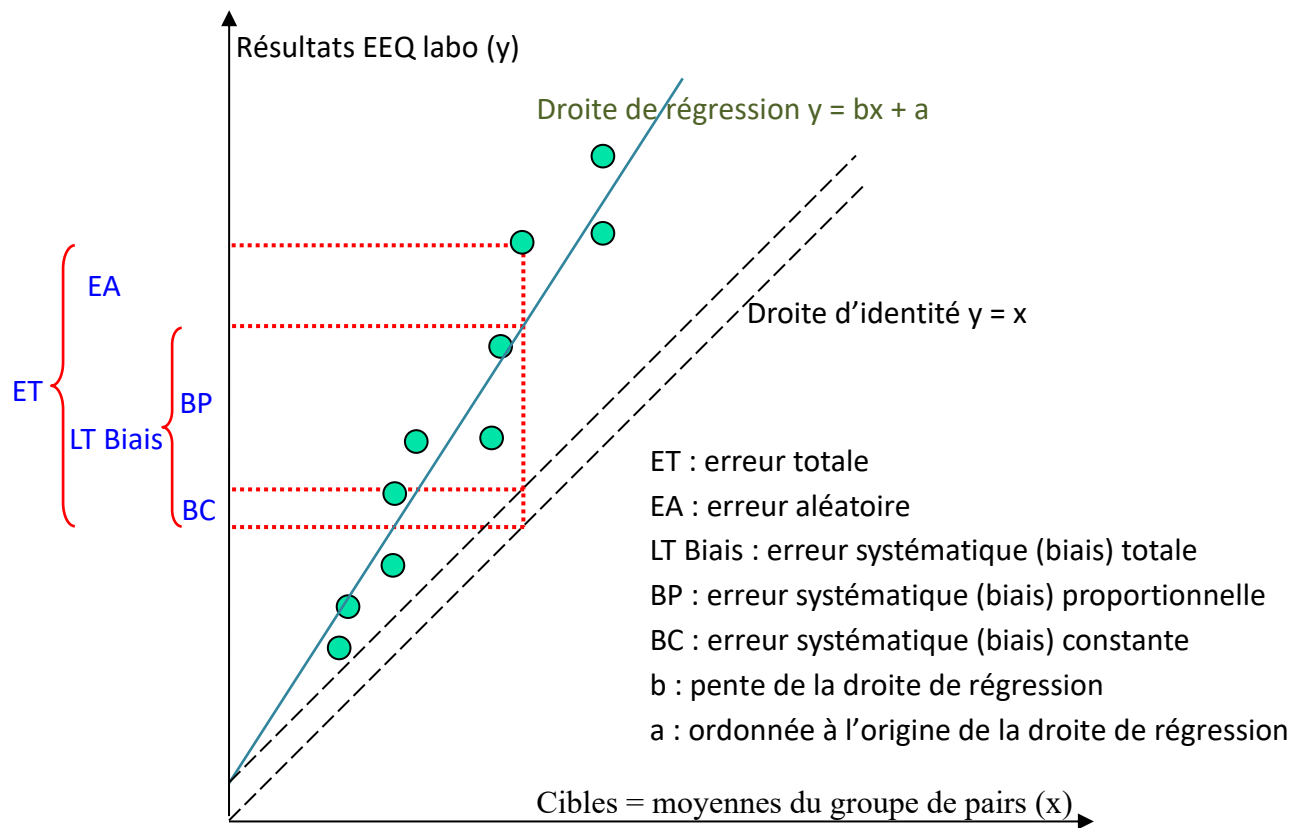 Résultats EEQ labo (y)
Droite de régression y = bx + a
EA
Droite d’identité y = x
ET
BP
LT Biais
BC
ET : erreur totale
EA : erreur aléatoire
LT Biais : erreur systématique (biais) totale
BP : erreur systématique (biais) proportionnelle
BC : erreur systématique (biais) constante
b : pente de la droite de régression
a : ordonnée à l’origine de la droite de régression
Cibles = moyennes du groupe de pairs (x)